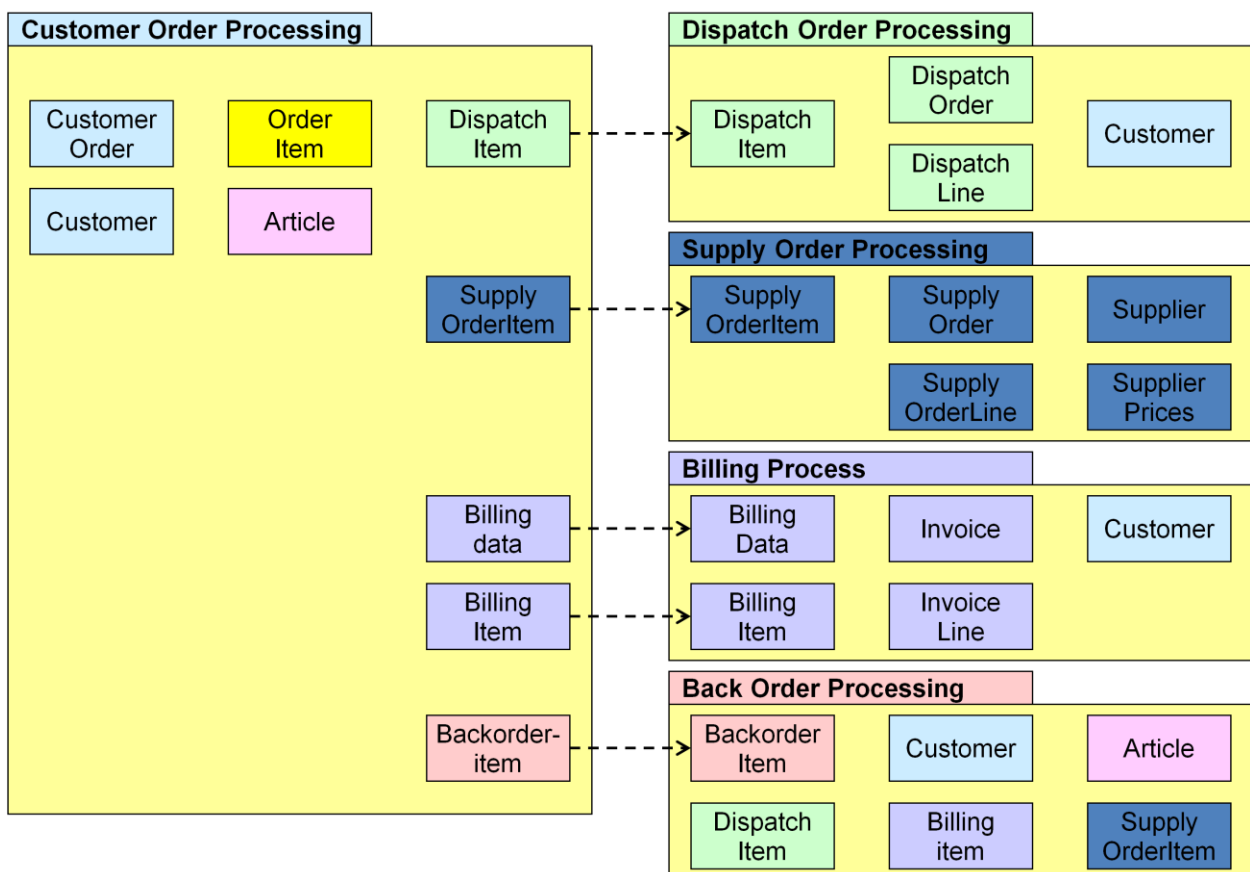 Customer Order Processing
Customer
Order
Order
Item
Dispatch
Item
Customer
Article
Supply
OrderItem
Billing
data
Billing
Item
Backorder-
item
Dispatch Order Processing
Dispatch
Item
Dispatch
Order
Dispatch
Line
Customer
Supply Order Processing
Supply
OrderItem
Supply
Order
Supplier
Supply
OrderLine
Supplier
Prices
Billing Process
Billing
Data
Invoice
Customer
Billing
Item
Invoice
Line
Back Order Processing
Backorder
Item
Customer
Article
Dispatch
Item
Billing
item
Supply
OrderItem